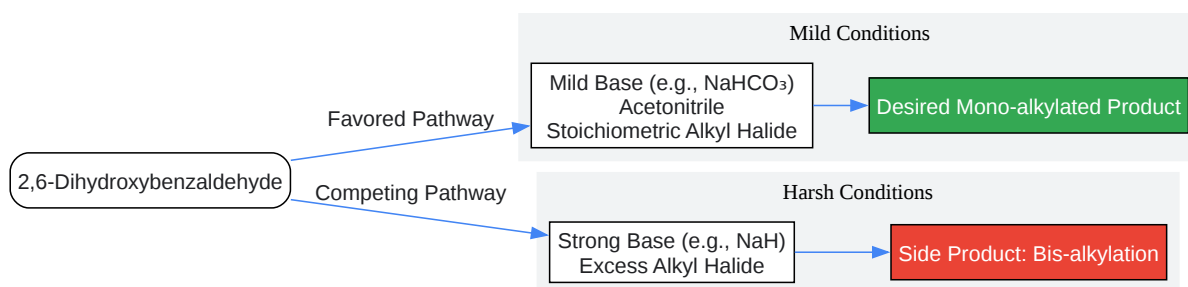 Mild Conditions
Mild Base (e.g., NaHCO₃)
Acetonitrile
Stoichiometric Alkyl Halide
Desired Mono-alkylated Product
Favored Pathway
2,6-Dihydroxybenzaldehyde
Competing Pathway
Harsh Conditions
Strong Base (e.g., NaH)
Excess Alkyl Halide
Side Product: Bis-alkylation